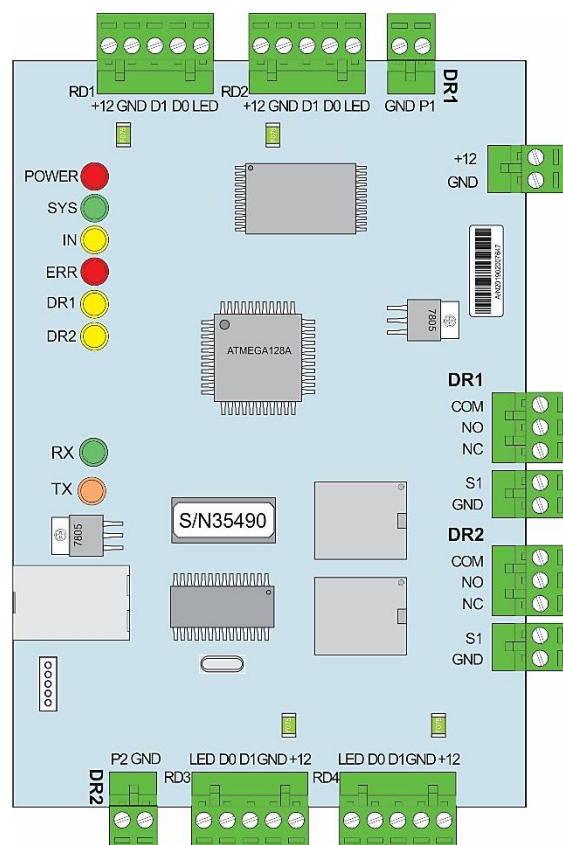 RD1
+12 GND D1 D0 LED
RD2
+12 GND D1 D0 LED
GND P1
DR1
+12
GND
POWER
SYS
IN
ERR
DR1
DR2
7805
DR1
COM
NO
NC
ATMEGA128A
RX
TX
7805
S/N35490
S1
GND
DR2
COM
NO
NC
S1
GND
P2 GND
DR2
RD3
LED D0 D1 GND +12
RD4
LED D0 D1 GND +12